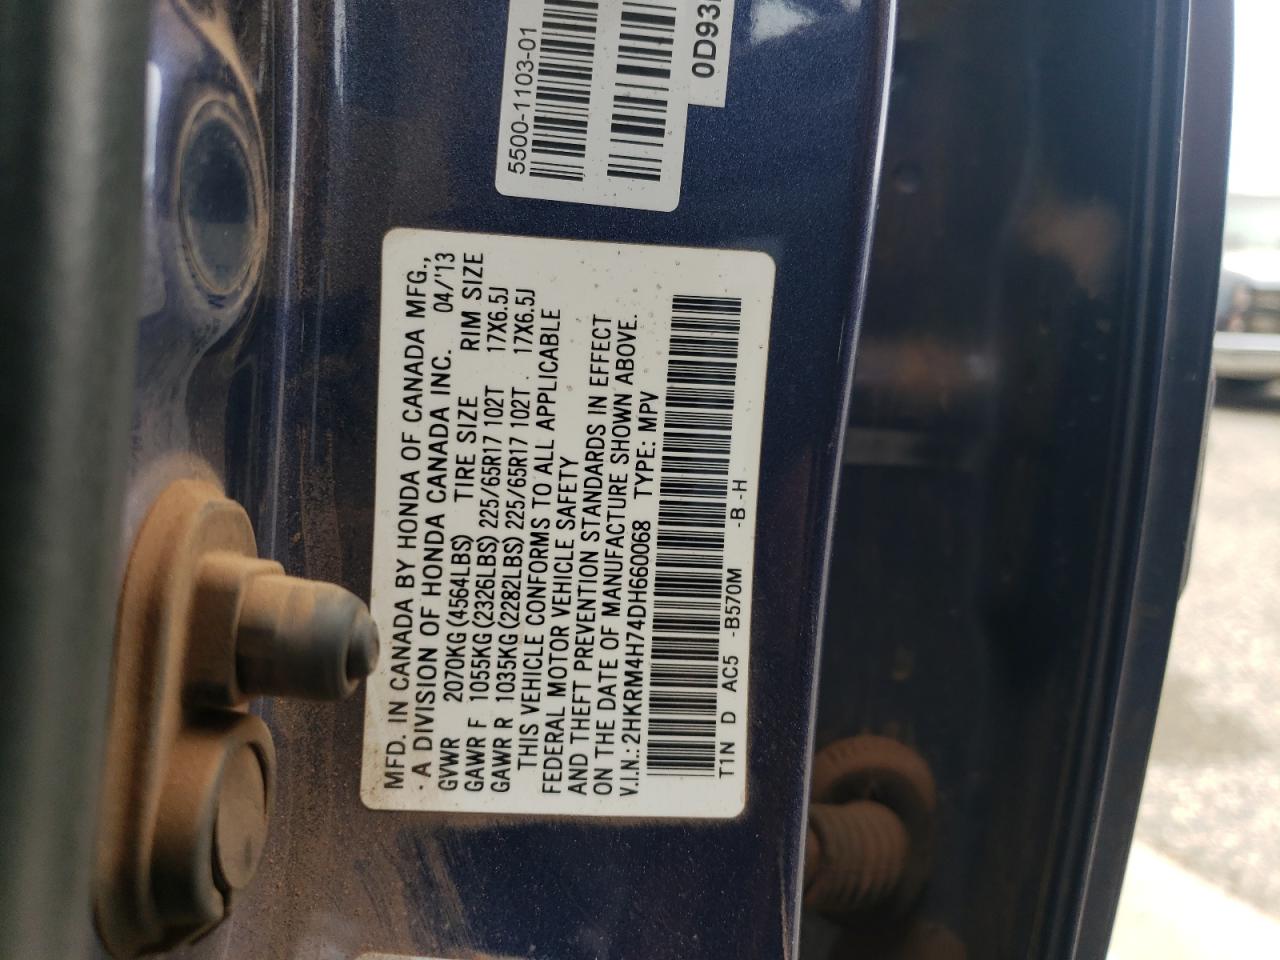 5500-1103-01
0D93
MFD. IN CANADA BY HONDA OF CANADA MFG.,
A DIVISION OF HONDA CANADA INC. 04/'13
GVWR 2070KG(4564LBS) TIRE SIZE RIM SIZE
GAWR F 1055KG(2326LBS) 225/65R17 102T 17X6.5J
GAWR R 1035KG(2282LBS) 225/65R17 102T 17X6.5J
THIS VEHICLE CONFORMS TO ALL APPLICABLE
FEDERAL MOTOR VEHICLE SAFETY
AND THEFT PREVENTION STANDARDS IN EFFECT
ON THE DATE OF MANUFACTURE SHOWN ABOVE.
V.I.N.: 2HKRM4H74DH660068 TYPE: MPV
T1N D AC5 -B570M -B-H